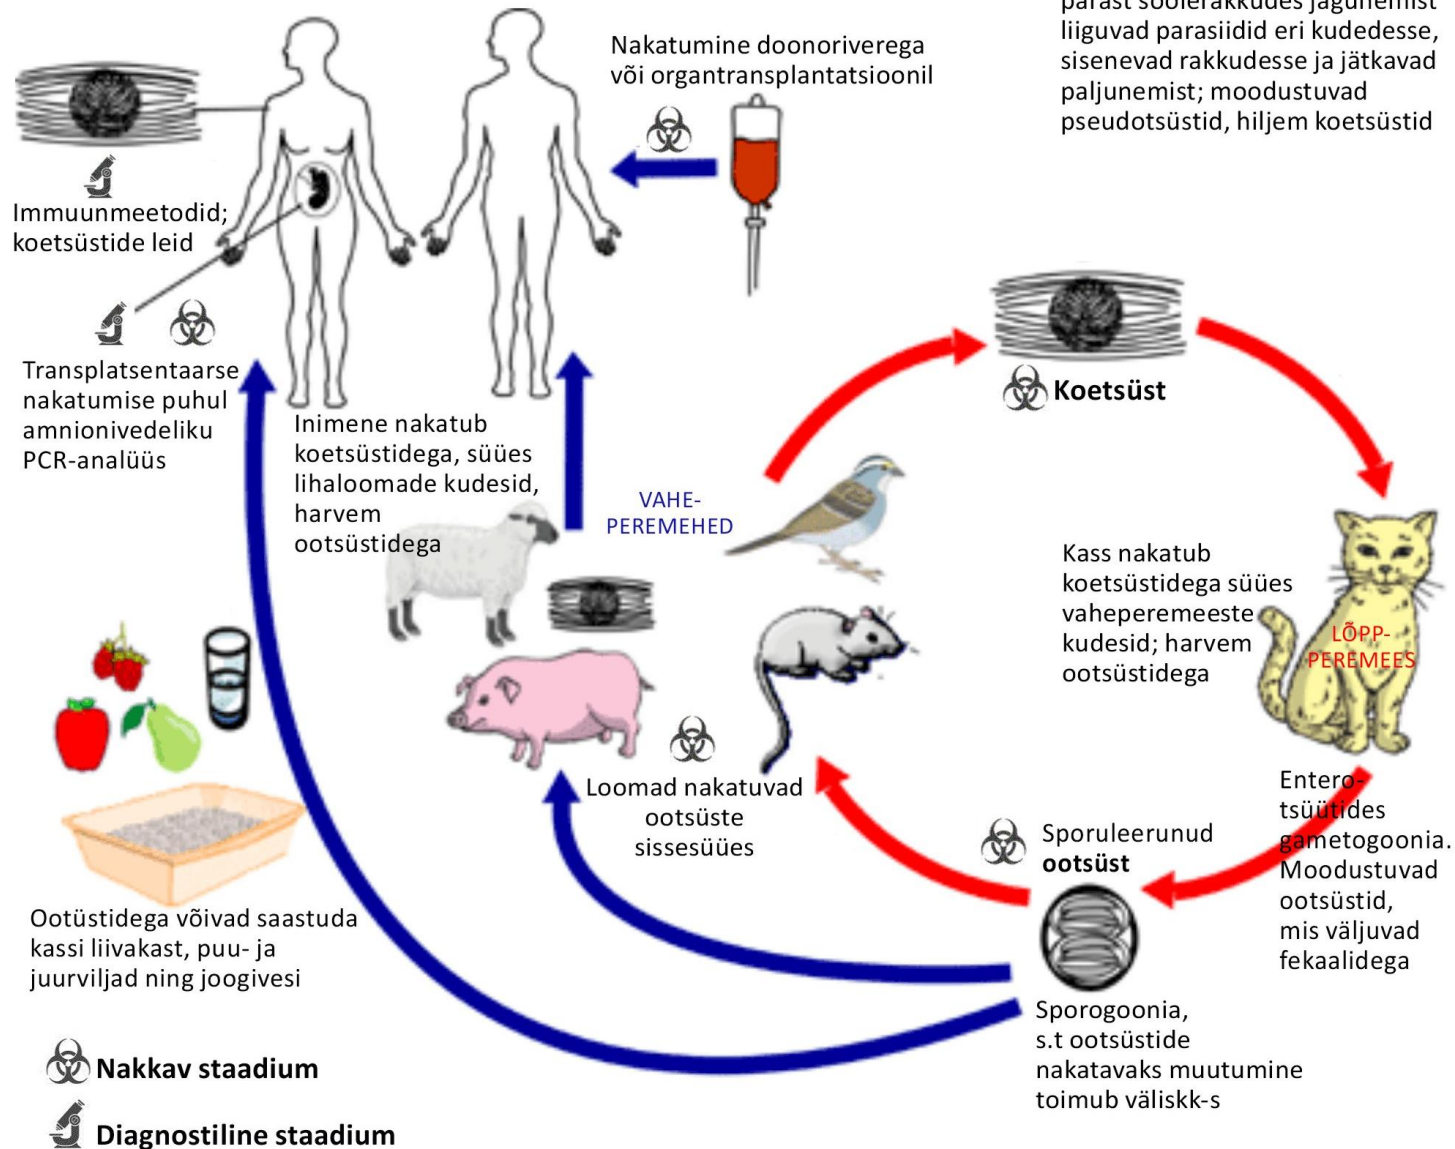 pärast soolerakkudes jagunemist
liiguvad parasiidid eri kudedesse,
sisenevad rakkudesse ja jätkavad
paljunemist; moodustuvad
pseudotsüstid, hiljem koetsüstid
Nakatumine doonoriverega
või organtransplantatsioonil
Immuunmeetodid;
koetsüstide leid
Transplatsentaarse
nakatumise puhul
amnionivedeliku
PCR-analüüs
Inimene nakatub
koetsüstidega, süües
lihaloomade kudesid,
harvem
ootsüstidega
VAHE-
PEREMEHED
Koetsüst
Kass nakatub
koetsüstidega süües
vaheperemeeste
kudesid; harvem
ootsüstidega
LÕPP-
PEREMEES
Loomad nakatuvad
ootsüste
sissesüües
Entero-
tsüütides
gametogoonia.
Moodustuvad
ootsüstid,
mis väljuvad
fekaalidega
Sporuleerunud
ootsüst
Sporogoonia,
s.t ootsüstide
nakatavaks muutumine
toimub väliskk-s
Ootüstidega võivad saastuda
kassi liivakast, puu- ja
juurviljad ning joogivesi
Nakkav staadium
Diagnostiline staadium